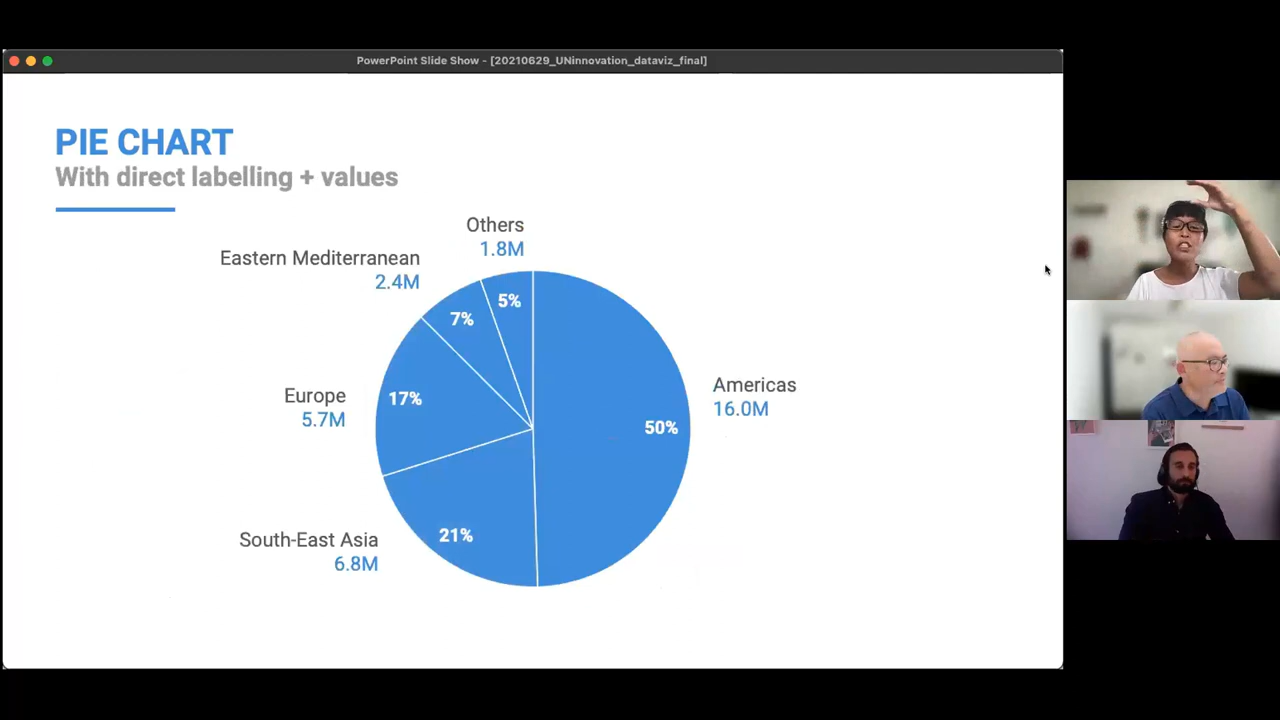 PowerPoint Slide Show - [20210629_UNinnovation_dataviz_final]
PIE CHART
With direct labelling + values
Others
1.8M
Eastern Mediterranean
2.4M
5%
7%
Europe
5.7M
17%
Americas
16.0M
50%
South-East Asia
6.8M
21%